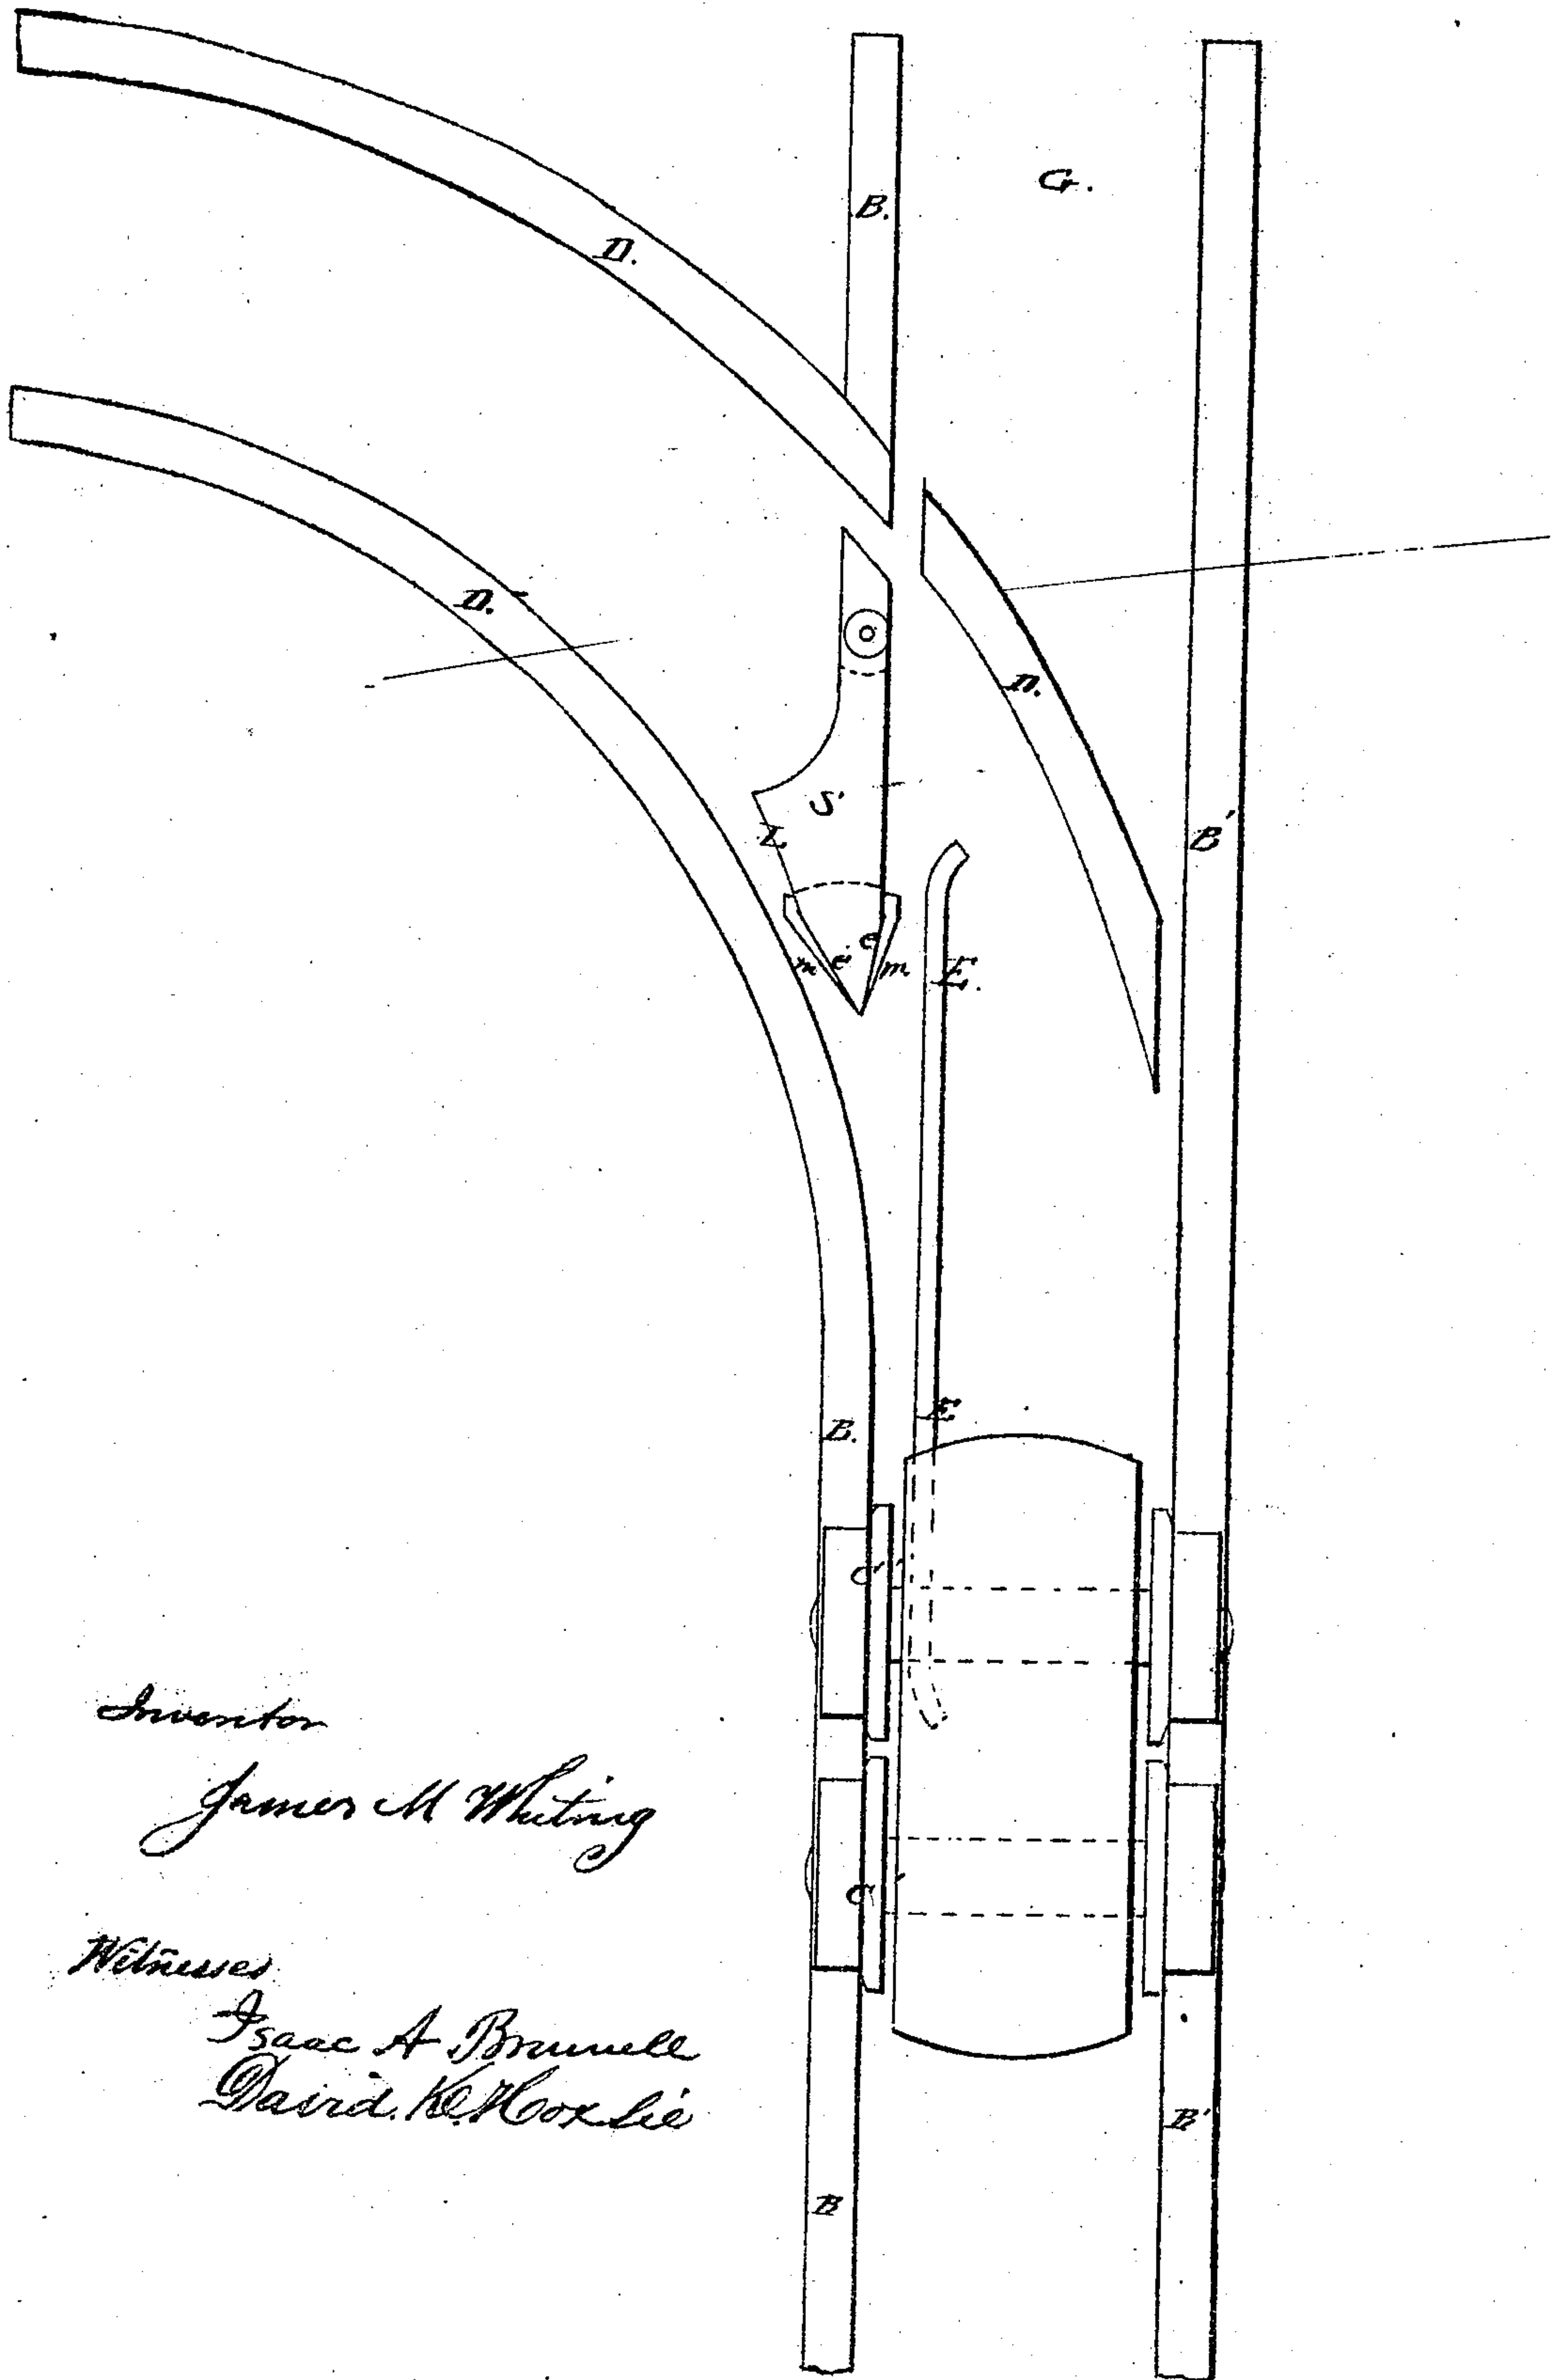 G.
B.
D.
D.
D.
S
L
B'
e
e
m
m
E.
E
B.
C'
C'
Inventor
James M Whiting
Witnesses
Isaac A Brunell
David. K. Hoxsie
B'
B